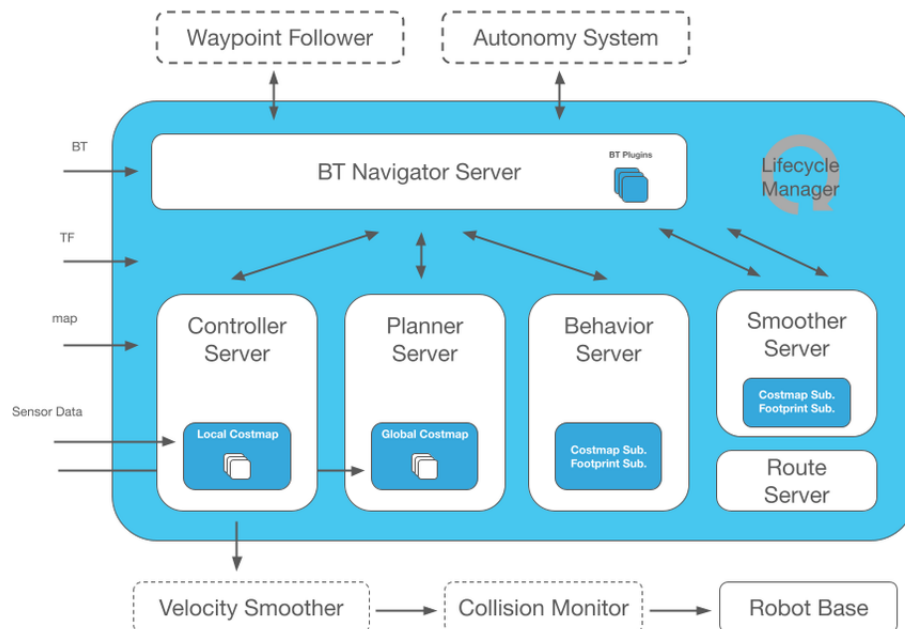 Waypoint Follower
Autonomy System
BT
BT Navigator Server
BT Plugins
Lifecycle
Manager
TF
map
Sensor Data
Controller
Server
Local Costmap
Planner
Server
Global Costmap
Behavior
Server
Costmap Sub.
Footprint Sub.
Smoother
Server
Costmap Sub.
Footprint Sub.
Route
Server
Velocity Smoother
Collision Monitor
Robot Base